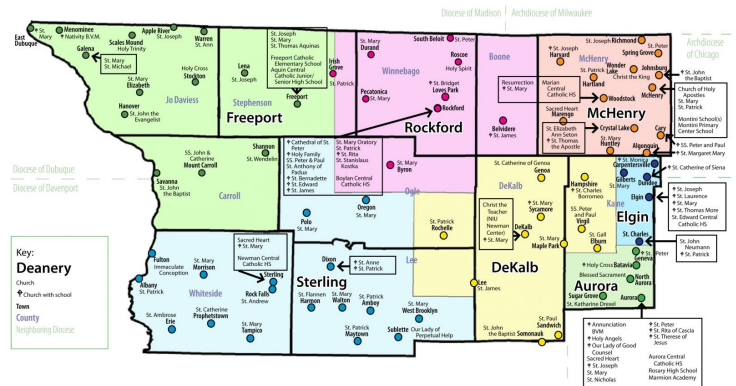 Diocese of Madison
Archdiocese of Milwaukee
Archdiocese
of Chicago
Diocese of Dubuque
Diocese of Davenport
East
Dubuque
St.
Mary
Menominee
Nativity B.V.M.
Galena
St. Mary
St. Michael
Apple River
St. Joseph
Scales Mound
Holy Trinity
Warren
St. Ann
St. Mary
Elizabeth
Holy Cross
Stockton
Hanover
St. John the
Evangelist
Jo Daviess
Lena
St. Joseph
Stephenson
St. Joseph
St. Mary
St. Thomas Aquinas
Freeport Catholic
Elementary School
Aquin Central
Catholic Junior/
Senior High School
Freeport
Freeport
Irish
Grove
St. Patrick
St. Mary
Durand
South Beloit
St. Peter
Winnebago
Roscoe
Holy Spirit
Pecatonica
St. Mary
St. Bridget
Loves Park
Rockford
Rockford
Boone
Belvidere
St. James
St. Joseph
Harvard
St. Joseph
Richmond
St. Peter
Spring Grove
McHenry
Wonder
Lake
Christ the King
Johnsburg
St. John
the Baptist
St. Patrick
Hartland
McHenry
Church of Holy
Apostles
St. Mary
St. Patrick
Montini School(s)
Montini Primary
Center School
Resurrection
St. Mary
Marian
Central
Catholic HS
Woodstock
Sacred Heart
Marengo
McHenry
St. Elizabeth
Ann Seton
St. Thomas
the Apostle
Crystal Lake
Cary
SS. Peter and Paul
St. Mary
Huntley
Algonquin
St. Margaret Mary
Savanna
St. John
the Baptist
SS. John &
Catherine
Mount Carroll
Shannon
St.
Wendelin
Carroll
Cathedral of St.
Peter
Holy Family
SS. Peter & Paul
St. Anthony of
Padua
St. Bernadette
St. Edward
St. James
St. Mary Oratory
St. Patrick
St. Rita
St. Stanislaus
Kostka
Boylan Central
Catholic HS
St. Mary
Byron
Ogle
Oregon
St. Mary
Polo
St. Mary
St. Patrick
Rochelle
St. Catherine of Genoa
Genoa
DeKalb
Christ the
Teacher
(NIU
Newman
Center)
St. Mary
St. Mary
Sycamore
DeKalb
St. Mary
Maple Park
DeKalb
Lee
St. James
St. John
the Baptist
Somonauk
St. Paul
Sandwich
Hampshire
St. Charles
Borromeo
SS. Peter
and Paul
Virgil
St. Gall
Elburn
Kane
St. Monica
Carpentersville
Gilberts
St.
Mary
Dundee
St. Catherine of Siena
Elgin
St. Joseph
St. Laurence
St. Mary
St. Thomas More
St. Edward Central
Catholic HS
Elgin
St. Charles
St. John
Neumann
St. Patrick
St. Peter
Geneva
Holy Cross
Batavia
Blessed Sacrament
North
Aurora
Aurora
Sugar Grove
St. Katharine Drexel
Aurora
Annunciation
BVM
Holy Angels
Our Lady of Good
Counsel
Sacred Heart
St. Joseph
St. Mary
St. Nicholas
St. Peter
St. Rita of Cascia
St. Therese of
Jesus
Aurora Central
Catholic HS
Rosary High School
Marmion Academy
Fulton
Immaculate
Conception
Albany
St. Patrick
St. Mary
Morrison
Sacred Heart
St. Mary
Newman Central
Catholic HS
Sterling
Rock Falls
St. Andrew
Whiteside
St. Ambrose
Erie
St. Catherine
Prophetstown
St. Mary
Tampico
Dixon
St. Anne
St. Patrick
Sterling
Lee
St. Flannen
Harmon
St. Mary
Walton
St. Patrick
Amboy
St. Mary
West Brooklyn
St. Patrick
Maytown
Sublette
Our Lady of
Perpetual Help
Key:
Deanery
Church
Church with school
Town
County
Neighboring Diocese